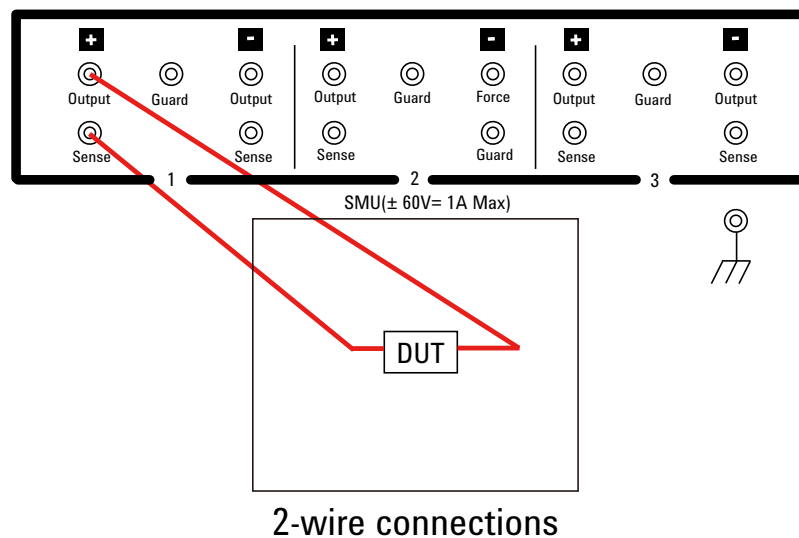 + - + - + -
Output Guard Output Output Guard Force Output Guard Output
Sense Sense Sense Guard Sense Sense
1 2 3
SMU(± 60V= 1A Max)
DUT
2-wire connections